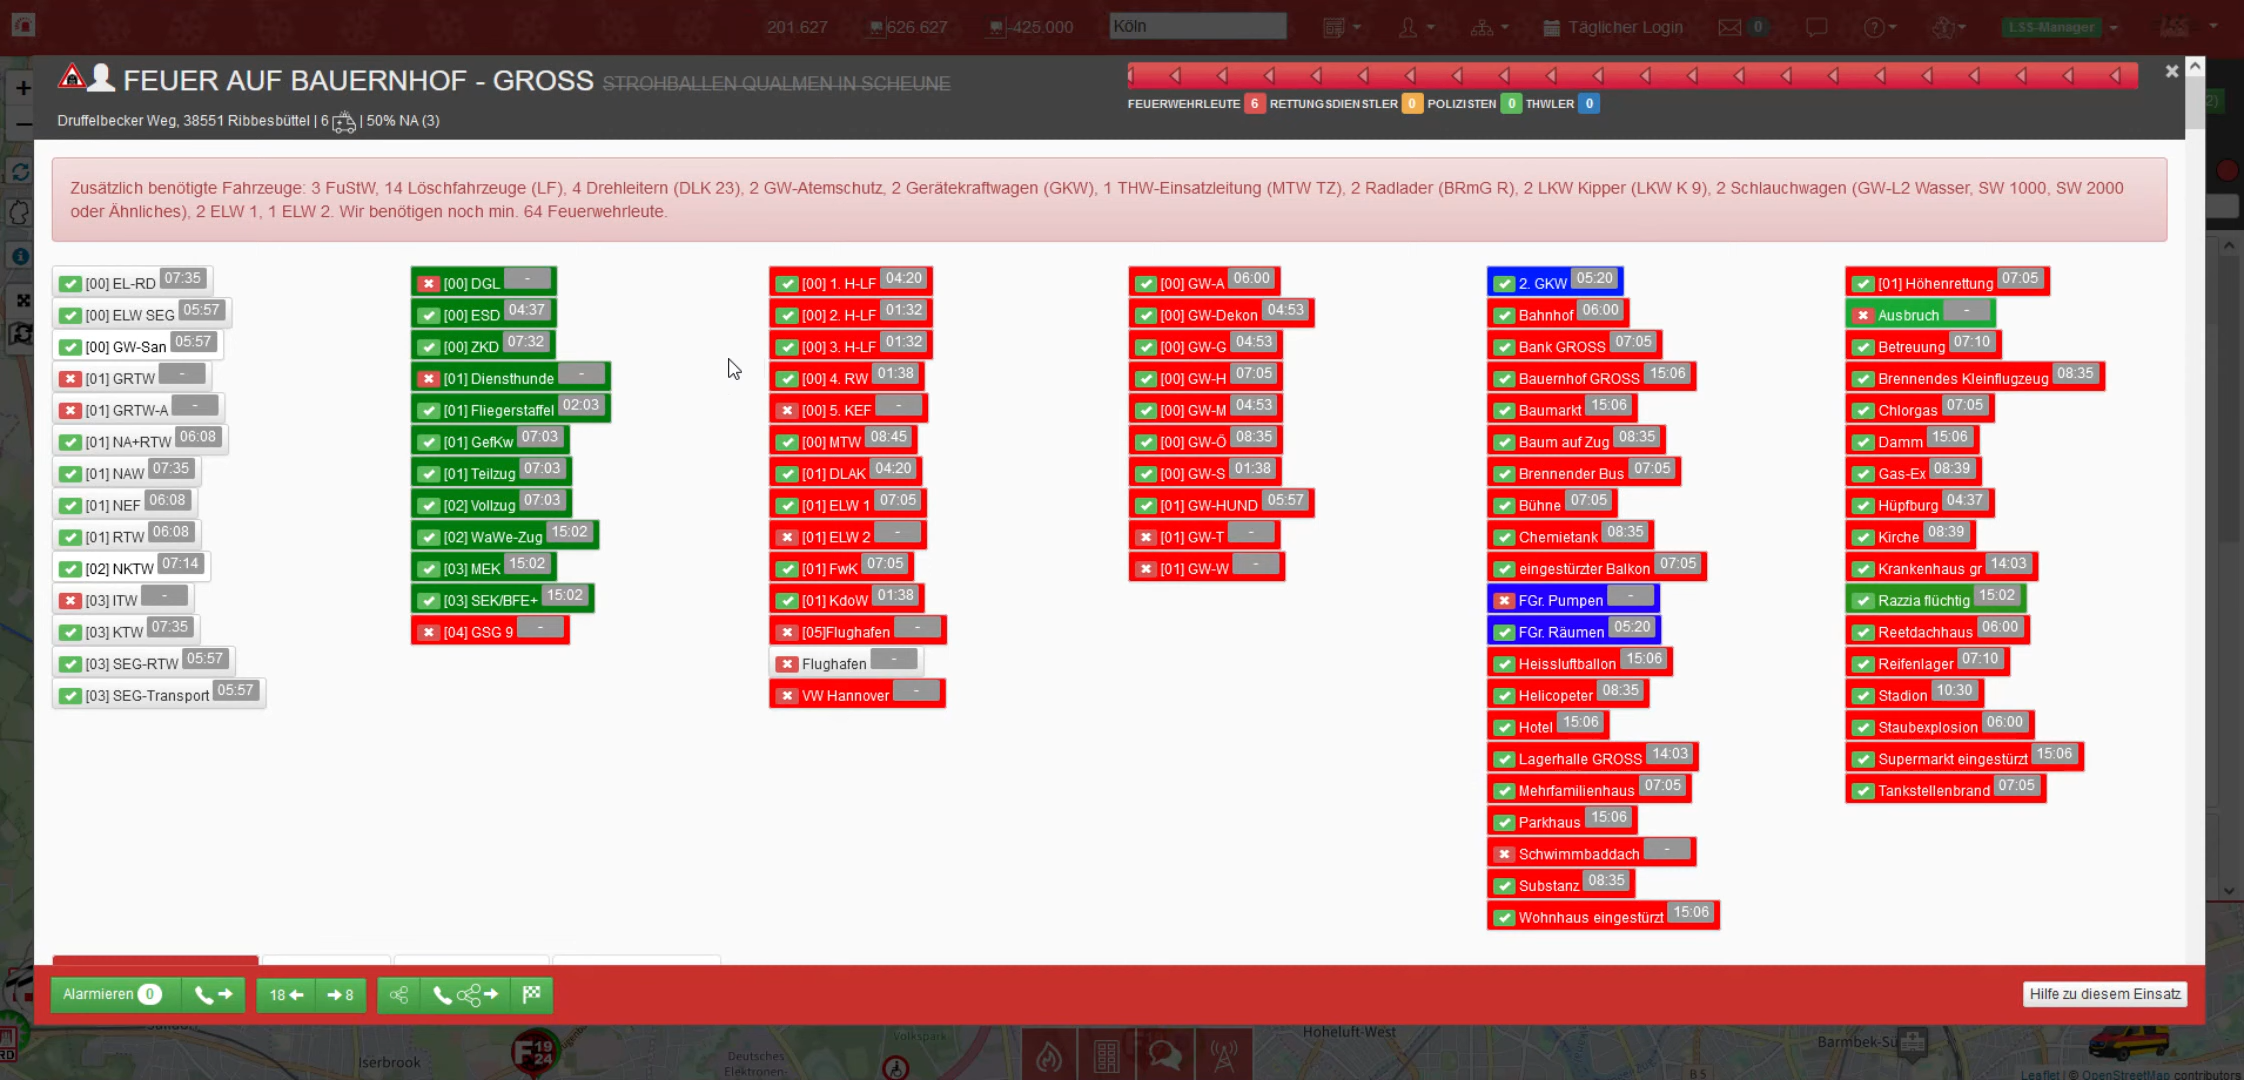 201.627
626.627
-425.000
Köln
Täglicher Login
0
LSS-Manager
FEUER AUF BAUERNHOF - GROSS STROHBALLEN QUALMEN IN SCHEUNE
FEUERWEHRLEUTE 6 RETTUNGSDIENSTLER 0 POLIZISTEN 0 THWLER 0
Druffelbecker Weg, 38551 Ribbesbüttel | 6 | 50% NA (3)
Zusätzlich benötigte Fahrzeuge: 3 FuStW, 14 Löschfahrzeuge (LF), 4 Drehleitern (DLK 23), 2 GW-Atemschutz, 2 Gerätekraftwagen (GKW), 1 THW-Einsatzleitung (MTW TZ), 2 Radlader (BRmG R), 2 LKW Kipper (LKW K 9), 2 Schlauchwagen (GW-L2 Wasser, SW 1000, SW 2000
oder Ähnliches), 2 ELW 1, 1 ELW 2. Wir benötigen noch min. 64 Feuerwehrleute.
[00] EL-RD 07:35
[00] ELW SEG 05:57
[00] GW-San 05:57
[01] GRTW -
[01] GRTW-A -
[01] NA+RTW 06:08
[01] NAW 07:35
[01] NEF 06:08
[01] RTW 06:08
[02] NKTW 07:14
[03] ITW -
[03] KTW 07:35
[03] SEG-RTW 05:57
[03] SEG-Transport 05:57
[00] DGL -
[00] ESD 04:37
[00] ZKD 07:32
[01] Diensthunde -
[01] Fliegerstaffel 02:03
[01] GefKw 07:03
[01] Teilzug 07:03
[02] Vollzug 07:03
[02] WaWe-Zug 15:02
[03] MEK 15:02
[03] SEK/BFE+ 15:02
[04] GSG 9 -
[00] 1. H-LF 04:20
[00] 2. H-LF 01:32
[00] 3. H-LF 01:32
[00] 4. RW 01:38
[00] 5. KEF -
[00] MTW 08:45
[01] DLAK 04:20
[01] ELW 1 07:05
[01] ELW 2 -
[01] FwK 07:05
[01] KdoW 01:38
[05]Flughafen -
Flughafen -
VW Hannover -
[00] GW-A 06:00
[00] GW-Dekon 04:53
[00] GW-G 04:53
[00] GW-H 07:05
[00] GW-M 04:53
[00] GW-Ö 08:35
[00] GW-S 01:38
[01] GW-HUND 05:57
[01] GW-T -
[01] GW-W -
2. GKW 05:20
Bahnhof 06:00
Bank GROSS 07:05
Bauernhof GROSS 15:06
Baumarkt 15:06
Baum auf Zug 08:35
Brennender Bus 07:05
Bühne 07:05
Chemietank 08:35
eingestürzter Balkon 07:05
FGr. Pumpen -
FGr. Räumen 05:20
Heissluftballon 15:06
Helicopeter 08:35
Hotel 15:06
Lagerhalle GROSS 14:03
Mehrfamilienhaus 07:05
Parkhaus 15:06
Schwimmbaddach -
Substanz 08:35
Wohnhaus eingestürzt 15:06
[01] Höhenrettung 07:05
Ausbruch -
Betreuung 07:10
Brennendes Kleinflugzeug 08:35
Chlorgas 07:05
Damm 15:06
Gas-Ex 08:39
Hüpfburg 04:37
Kirche 08:39
Krankenhaus gr 14:03
Razzia flüchtig 15:02
Reetdachhaus 06:00
Reifenlager 07:10
Stadion 10:30
Staubexplosion 06:00
Supermarkt eingestürzt 15:06
Tankstellenbrand 07:05
Alarmieren 0
18
8
Hilfe zu diesem Einsatz
Iserbrook
F 19 24
Volkspark
Deutsches
Elektronen-
Hoheluft-West
Barmbek-Sü
B 5
Leaflet | © OpenStreetMap contributors
RD